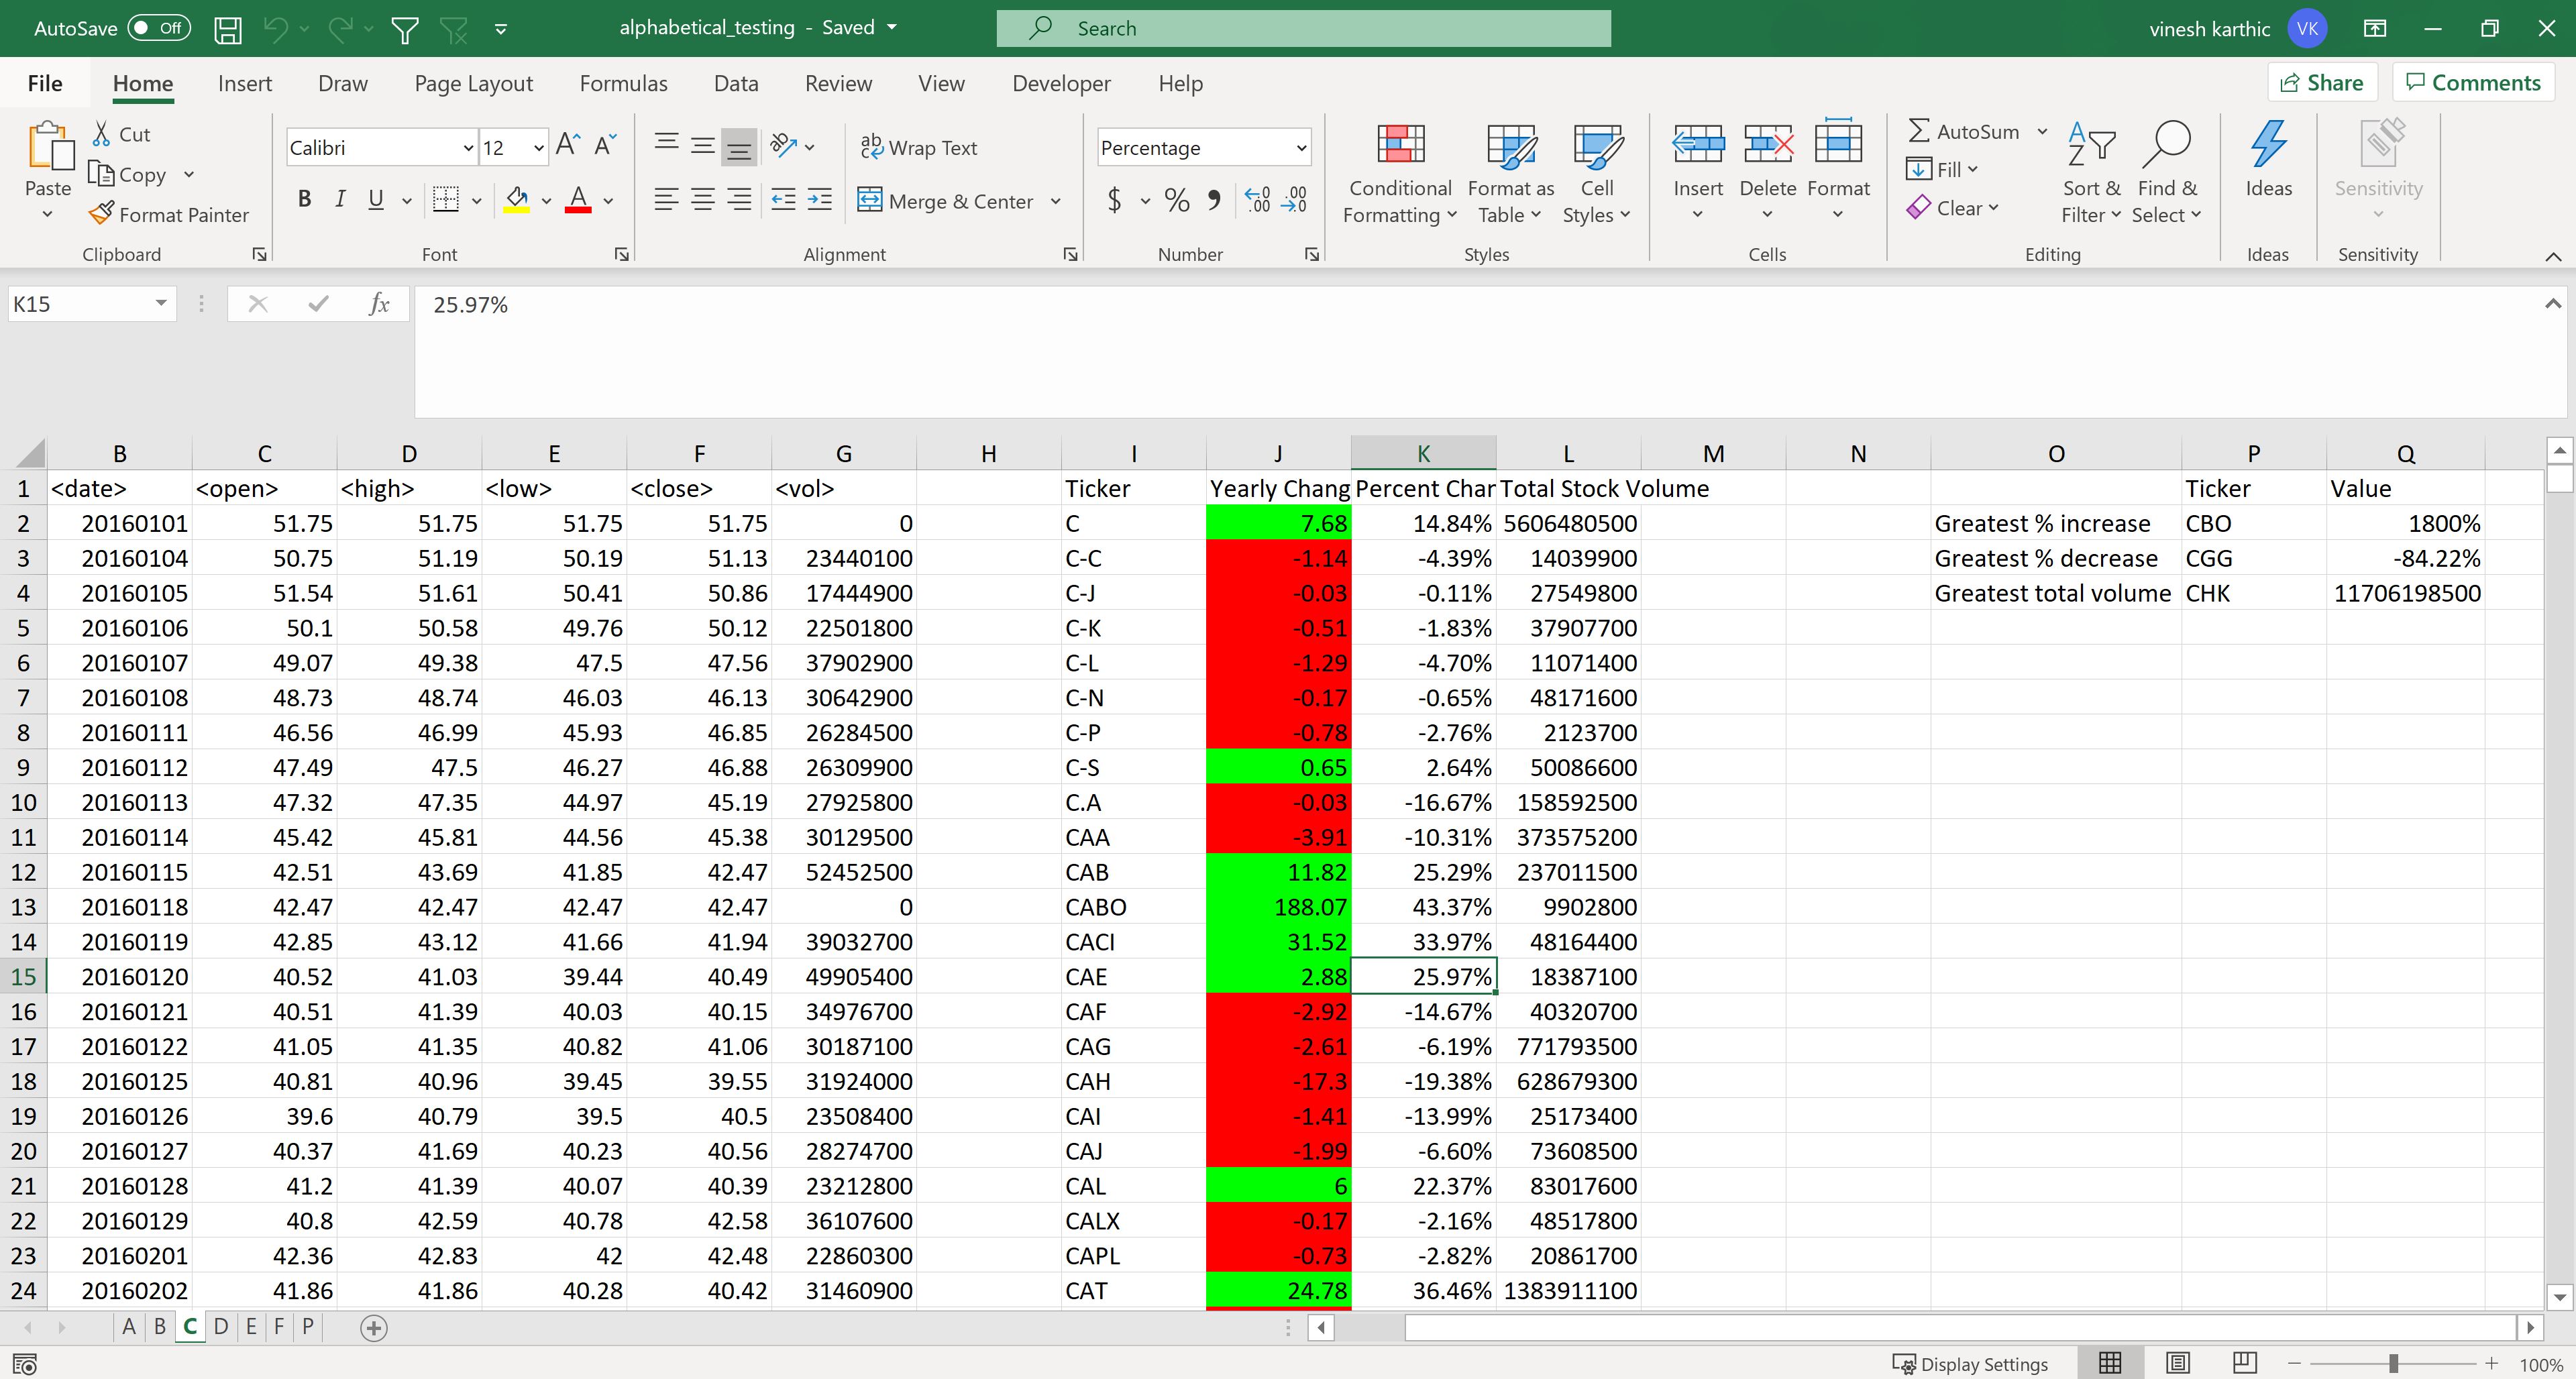 AutoSave Off alphabetical_testing - Saved Search vinesh karthic VK
File Home Insert Draw Page Layout Formulas Data Review View Developer Help Share Comments
Paste Cut Copy Format Painter Clipboard
Calibri 12 A A B I U A Font
ab Wrap Text Merge & Center Alignment
Percentage $ % , .00 .00 Number
Conditional Formatting Format as Table Cell Styles Styles
Insert Delete Format Cells
AutoSum Fill Clear Sort & Filter Find & Select Editing
Ideas Ideas
Sensitivity Sensitivity
K15 fx 25.97%
B C D E F G H I J K L M N O P Q
1 <date> <open> <high> <low> <close> <vol> Ticker Yearly Chang Percent Char Total Stock Volume Ticker Value
2 20160101 51.75 51.75 51.75 51.75 0 C 7.68 14.84% 5606480500 Greatest % increase CBO 1800%
3 20160104 50.75 51.19 50.19 51.13 23440100 C-C -1.14 -4.39% 14039900 Greatest % decrease CGG -84.22%
4 20160105 51.54 51.61 50.41 50.86 17444900 C-J -0.03 -0.11% 27549800 Greatest total volume CHK 11706198500
5 20160106 50.1 50.58 49.76 50.12 22501800 C-K -0.51 -1.83% 37907700
6 20160107 49.07 49.38 47.5 47.56 37902900 C-L -1.29 -4.70% 11071400
7 20160108 48.73 48.74 46.03 46.13 30642900 C-N -0.17 -0.65% 48171600
8 20160111 46.56 46.99 45.93 46.85 26284500 C-P -0.78 -2.76% 2123700
9 20160112 47.49 47.5 46.27 46.88 26309900 C-S 0.65 2.64% 50086600
10 20160113 47.32 47.35 44.97 45.19 27925800 C.A -0.03 -16.67% 158592500
11 20160114 45.42 45.81 44.56 45.38 30129500 CAA -3.91 -10.31% 373575200
12 20160115 42.51 43.69 41.85 42.47 52452500 CAB 11.82 25.29% 237011500
13 20160118 42.47 42.47 42.47 42.47 0 CABO 188.07 43.37% 9902800
14 20160119 42.85 43.12 41.66 41.94 39032700 CACI 31.52 33.97% 48164400
15 20160120 40.52 41.03 39.44 40.49 49905400 CAE 2.88 25.97% 18387100
16 20160121 40.51 41.39 40.03 40.15 34976700 CAF -2.92 -14.67% 40320700
17 20160122 41.05 41.35 40.82 41.06 30187100 CAG -2.61 -6.19% 771793500
18 20160125 40.81 40.96 39.45 39.55 31924000 CAH -17.3 -19.38% 628679300
19 20160126 39.6 40.79 39.5 40.5 23508400 CAI -1.41 -13.99% 25173400
20 20160127 40.37 41.69 40.23 40.56 28274700 CAJ -1.99 -6.60% 73608500
21 20160128 41.2 41.39 40.07 40.39 23212800 CAL 6 22.37% 83017600
22 20160129 40.8 42.59 40.78 42.58 36107600 CALX -0.17 -2.16% 48517800
23 20160201 42.36 42.83 42 42.48 22860300 CAPL -0.73 -2.82% 20861700
24 20160202 41.86 41.86 40.28 40.42 31460900 CAT 24.78 36.46% 1383911100
A B C D E F P
Display Settings 100%